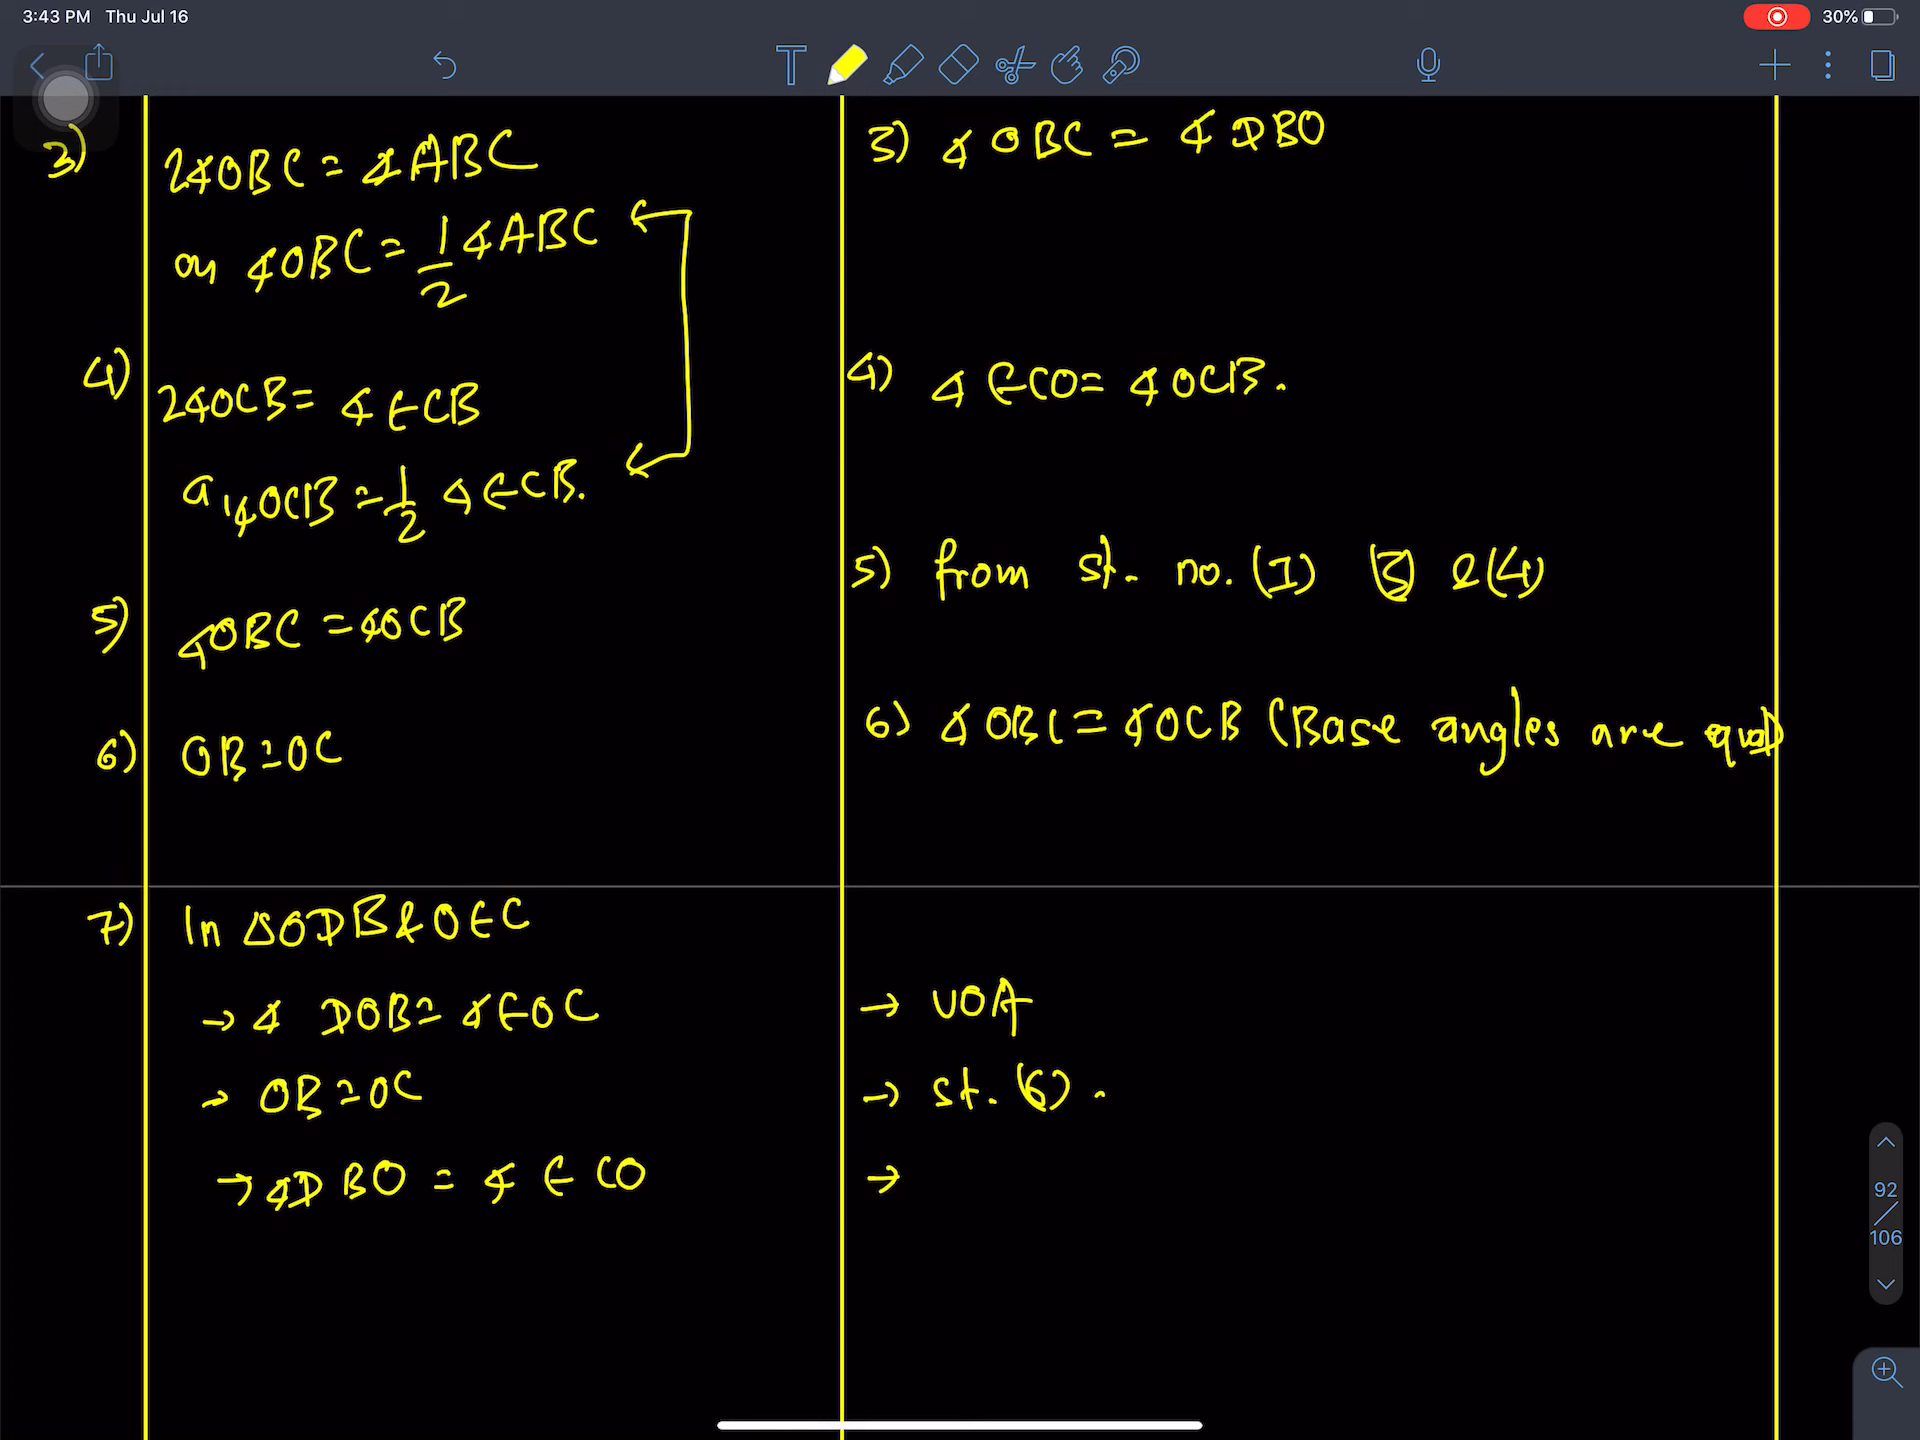 3:43 PM Thu Jul 16
30%
3) 2∡OBC = ∡ABC
or ∡OBC = 1/2 ∡ABC
3) ∡OBC = ∡DBO
4) 2∡OCB = ∡ECB
or ∡OCB = 1/2 ∡ECB.
4) ∡ECO = ∡OCB.
5) ∡OBC = ∡OCB
5) from st. no. (1) (3) & (4)
6) OB = OC
6) ∡OBC = ∡OCB (Base angles are equal)
7) In ΔODB & OEC
→ ∡DOB = ∡EOC
→ VOA
→ OB = OC
→ st. (6).
→ ∡DBO = ∡ECO
→
92
/
106